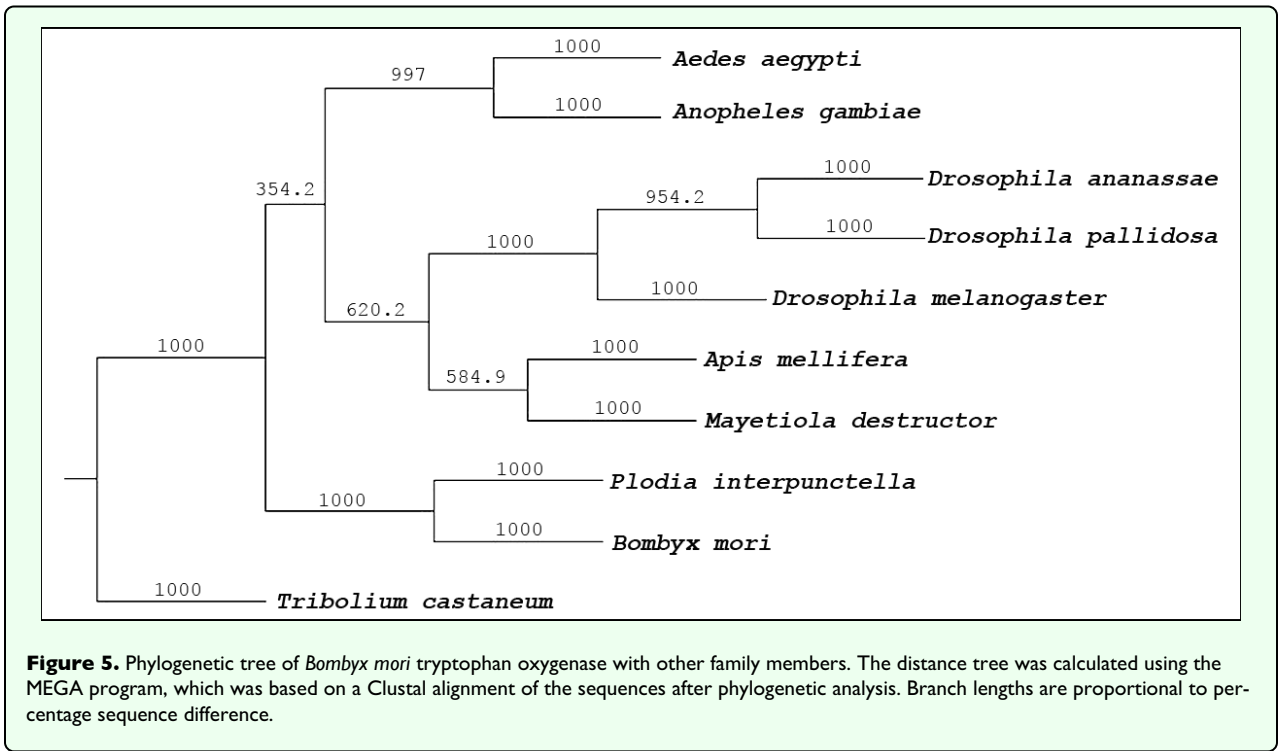 1000
Aedes aegypti
997
1000
Anopheles gambiae
354.2
1000
Drosophila ananassae
954.2
1000
Drosophila pallidosa
1000
1000
Drosophila melanogaster
620.2
1000
1000
Apis mellifera
584.9
1000
Mayetiola destructor
1000
Plodia interpunctella
1000
1000
Bombyx mori
1000
Tribolium castaneum
Figure 5. Phylogenetic tree of Bombyx mori tryptophan oxygenase with other family members. The distance tree was calculated using the
MEGA program, which was based on a Clustal alignment of the sequences after phylogenetic analysis. Branch lengths are proportional to per-
centage sequence difference.